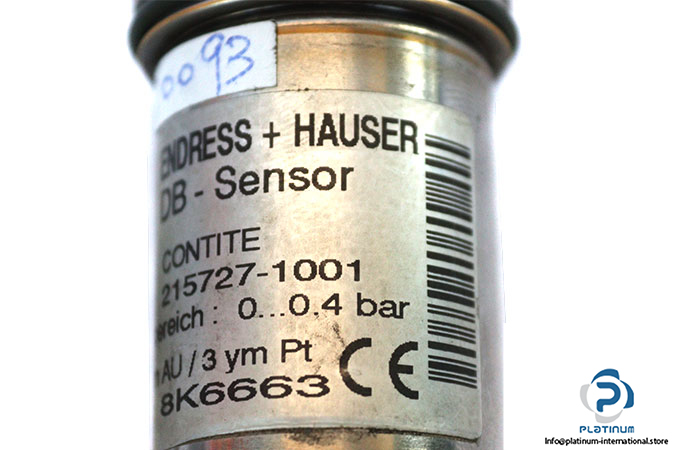 0093
ENDRESS + HAUSER
DB - Sensor
CONTITE
215727-1001
ereich : 0...0.4 bar
AU / 3 ym Pt CE
8K6663
PLATINUM
Info@platinum-international.store